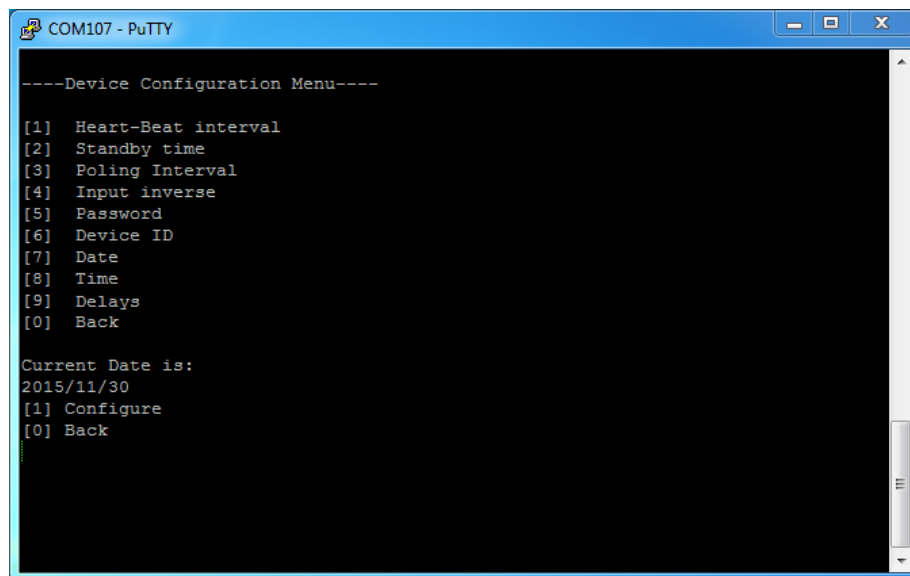 COM107 - PuTTY
----Device Configuration Menu----
[1]  Heart-Beat interval
[2]  Standby time
[3]  Poling Interval
[4]  Input inverse
[5]  Password
[6]  Device ID
[7]  Date
[8]  Time
[9]  Delays
[0]  Back
Current Date is:
2015/11/30
[1] Configure
[0] Back